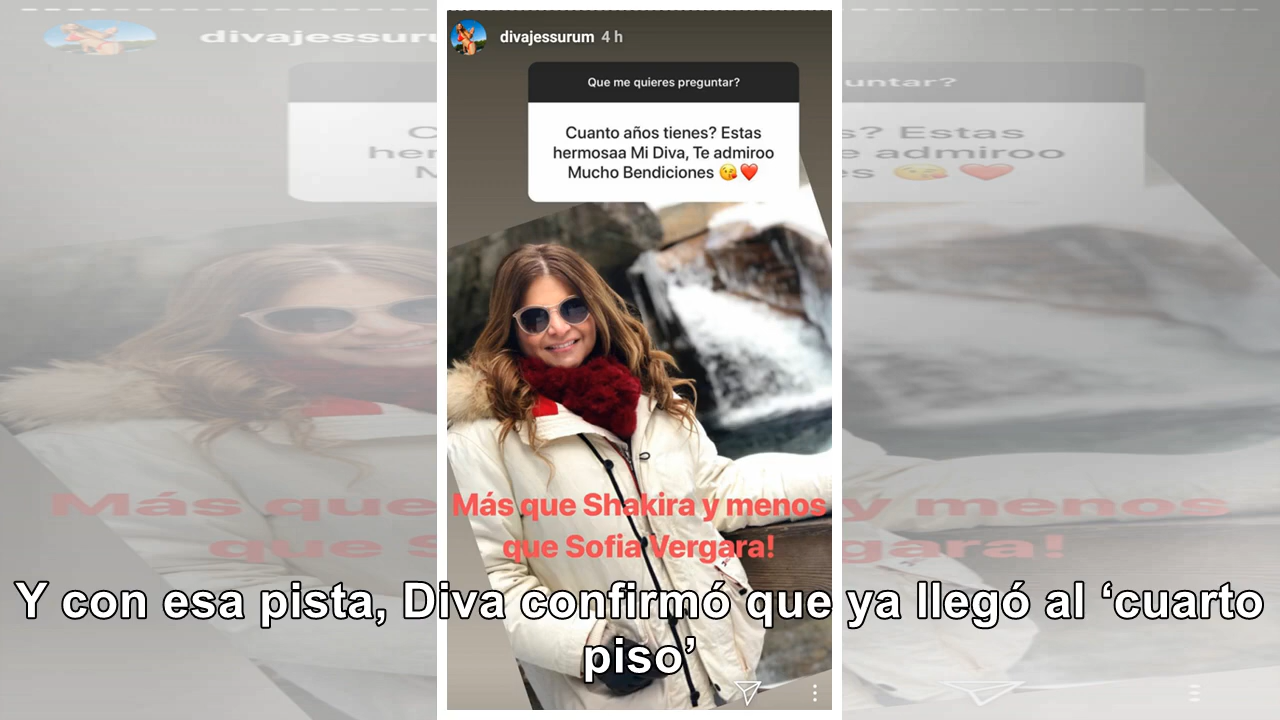 divajessurum 4 h
Que me quieres preguntar?
Cuanto años tienes? Estas
hermosaa Mi Diva, Te admiroo
Mucho Bendiciones 😘❤️
Más que Shakira y menos
que Sofia Vergara!
Y con esa pista, Diva confirmó que ya llegó al ‘cuarto
piso’